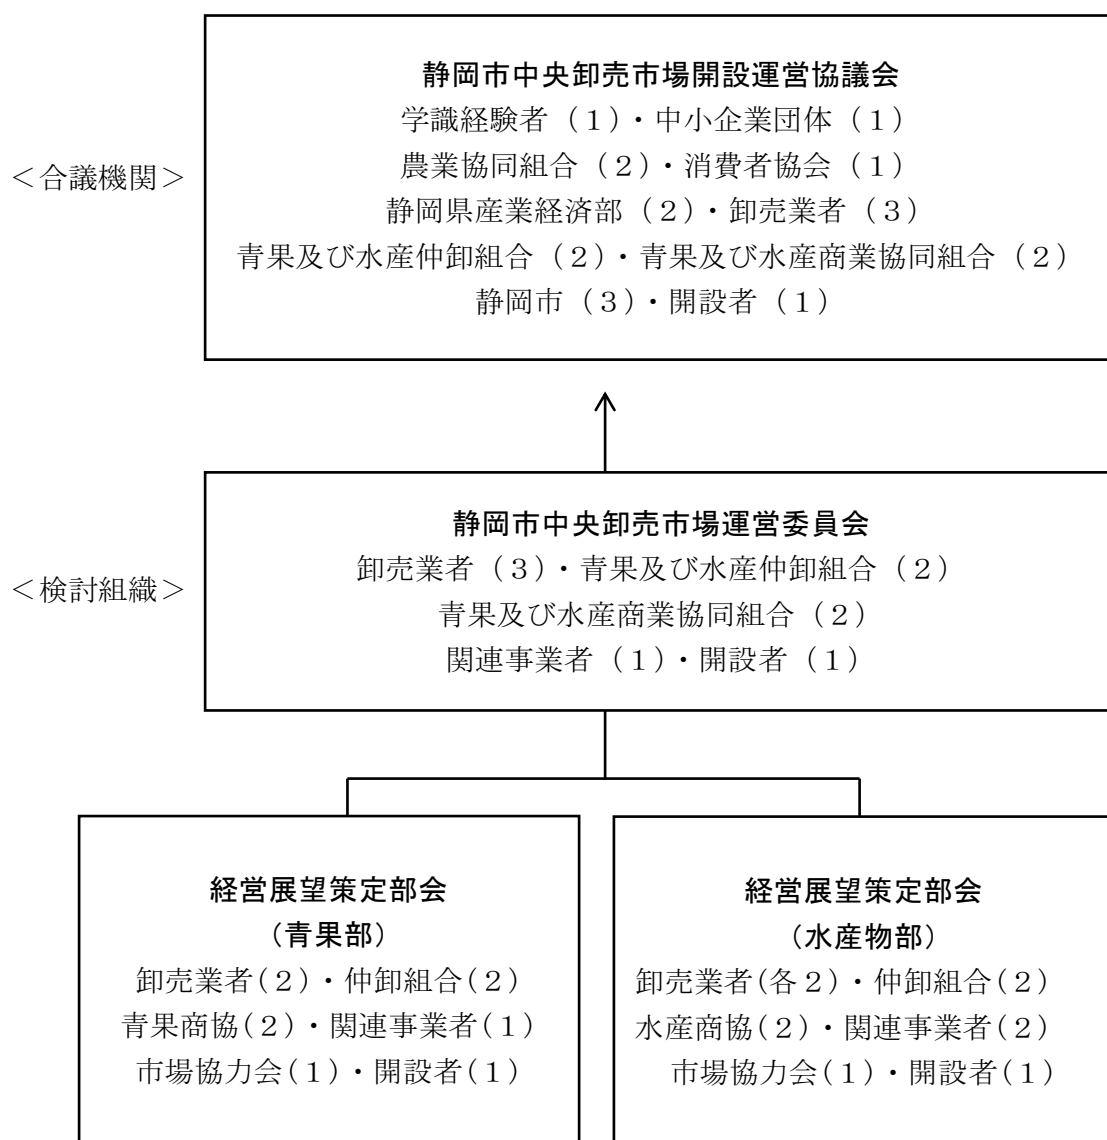 静岡市中央卸売市場開設運営協議会
学識経験者（１）・中小企業団体（１）
＜合議機関＞
農業協同組合（２）・消費者協会（１）
静岡県産業経済部（２）・卸売業者（３）
青果及び水産仲卸組合（２）・青果及び水産商業協同組合（２）
静岡市（３）・開設者（１）
静岡市中央卸売市場運営委員会
卸売業者（３）・青果及び水産仲卸組合（２）
＜検討組織＞
青果及び水産商業協同組合（２）
関連事業者（１）・開設者（１）
経営展望策定部会
（青果部）
卸売業者(２)・仲卸組合(２)
青果商協(２)・関連事業者(１)
市場協力会(１)・開設者(１)
経営展望策定部会
（水産物部）
卸売業者(各２)・仲卸組合(２)
水産商協(２)・関連事業者(２)
市場協力会(１)・開設者(１)